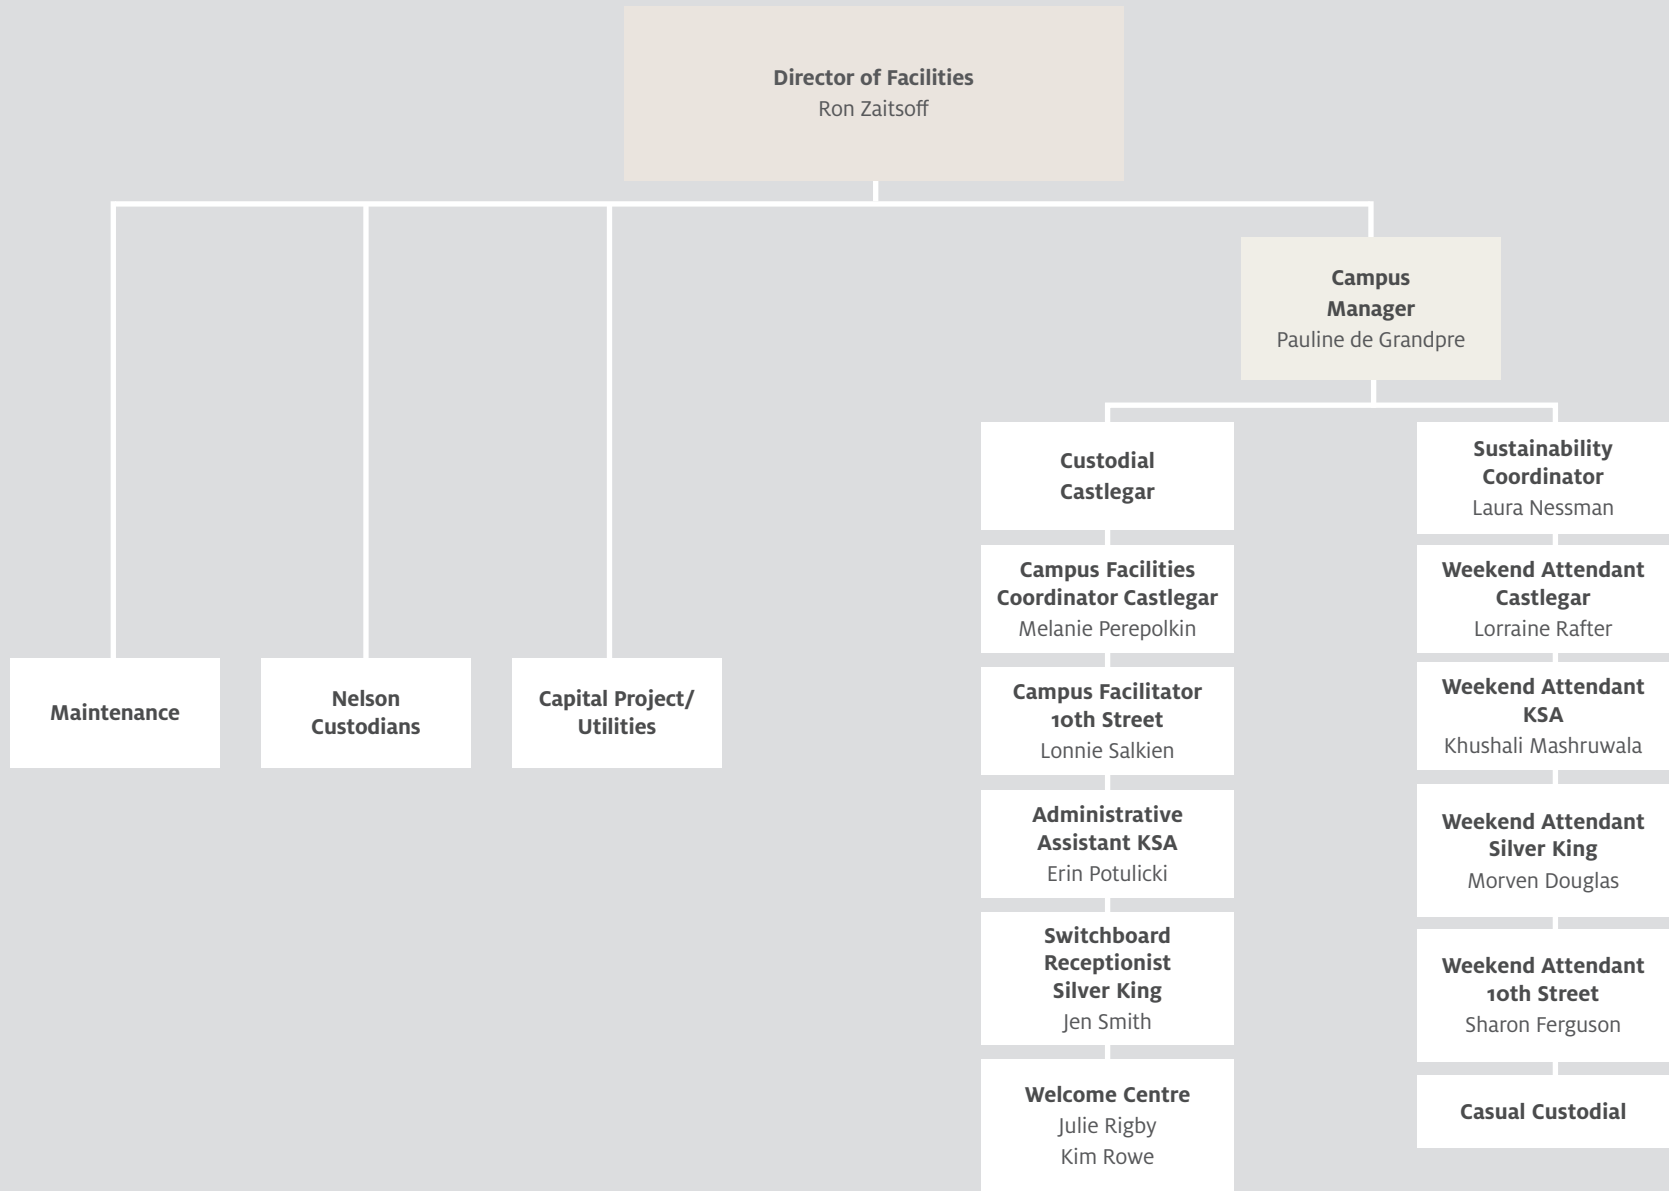 Director of Facilities
Ron Zaitsoff
Campus
Manager
Pauline de Grandpre
Maintenance
Nelson
Custodians
Capital Project/
Utilities
Custodial
Castlegar
Campus Facilities
Coordinator Castlegar
Melanie Perepolkin
Campus Facilitator
10th Street
Lonnie Salkien
Administrative
Assistant KSA
Erin Potulicki
Switchboard
Receptionist
Silver King
Jen Smith
Welcome Centre
Julie Rigby
Kim Rowe
Sustainability
Coordinator
Laura Nessman
Weekend Attendant
Castlegar
Lorraine Rafter
Weekend Attendant
KSA
Khushali Mashruwala
Weekend Attendant
Silver King
Morven Douglas
Weekend Attendant
10th Street
Sharon Ferguson
Casual Custodial